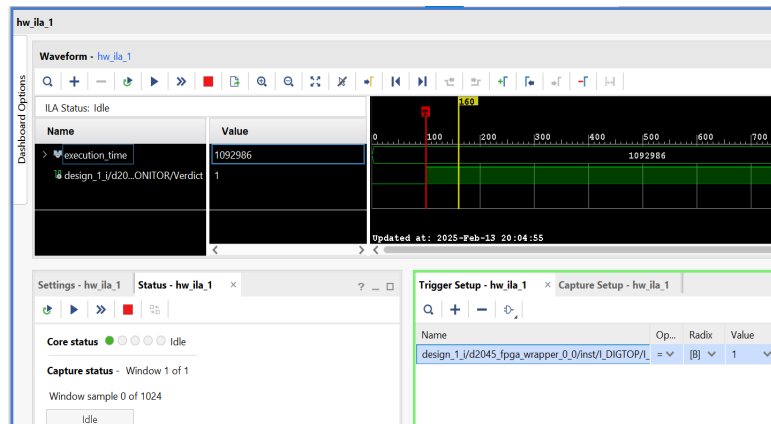 hw_ila_1
Dashboard Options
Waveform - hw_ila_1
ILA Status: Idle
Name Value
execution_time 1092986
design_1_i/d20...ONITOR/Verdict 1
160
T
0 100 200 300 400 500 600 700
1092986
Updated at: 2025-Feb-13 20:04:55
Settings - hw_ila_1 Status - hw_ila_1 × ? _
Core status Idle
Capture status - Window 1 of 1
Window sample 0 of 1024
Idle
Trigger Setup - hw_ila_1 × Capture Setup - hw_ila_1
Name Op... Radix Value
design_1_i/d2045_fpga_wrapper_0_0/inst/I_DIGTOP/I_ = [B] 1